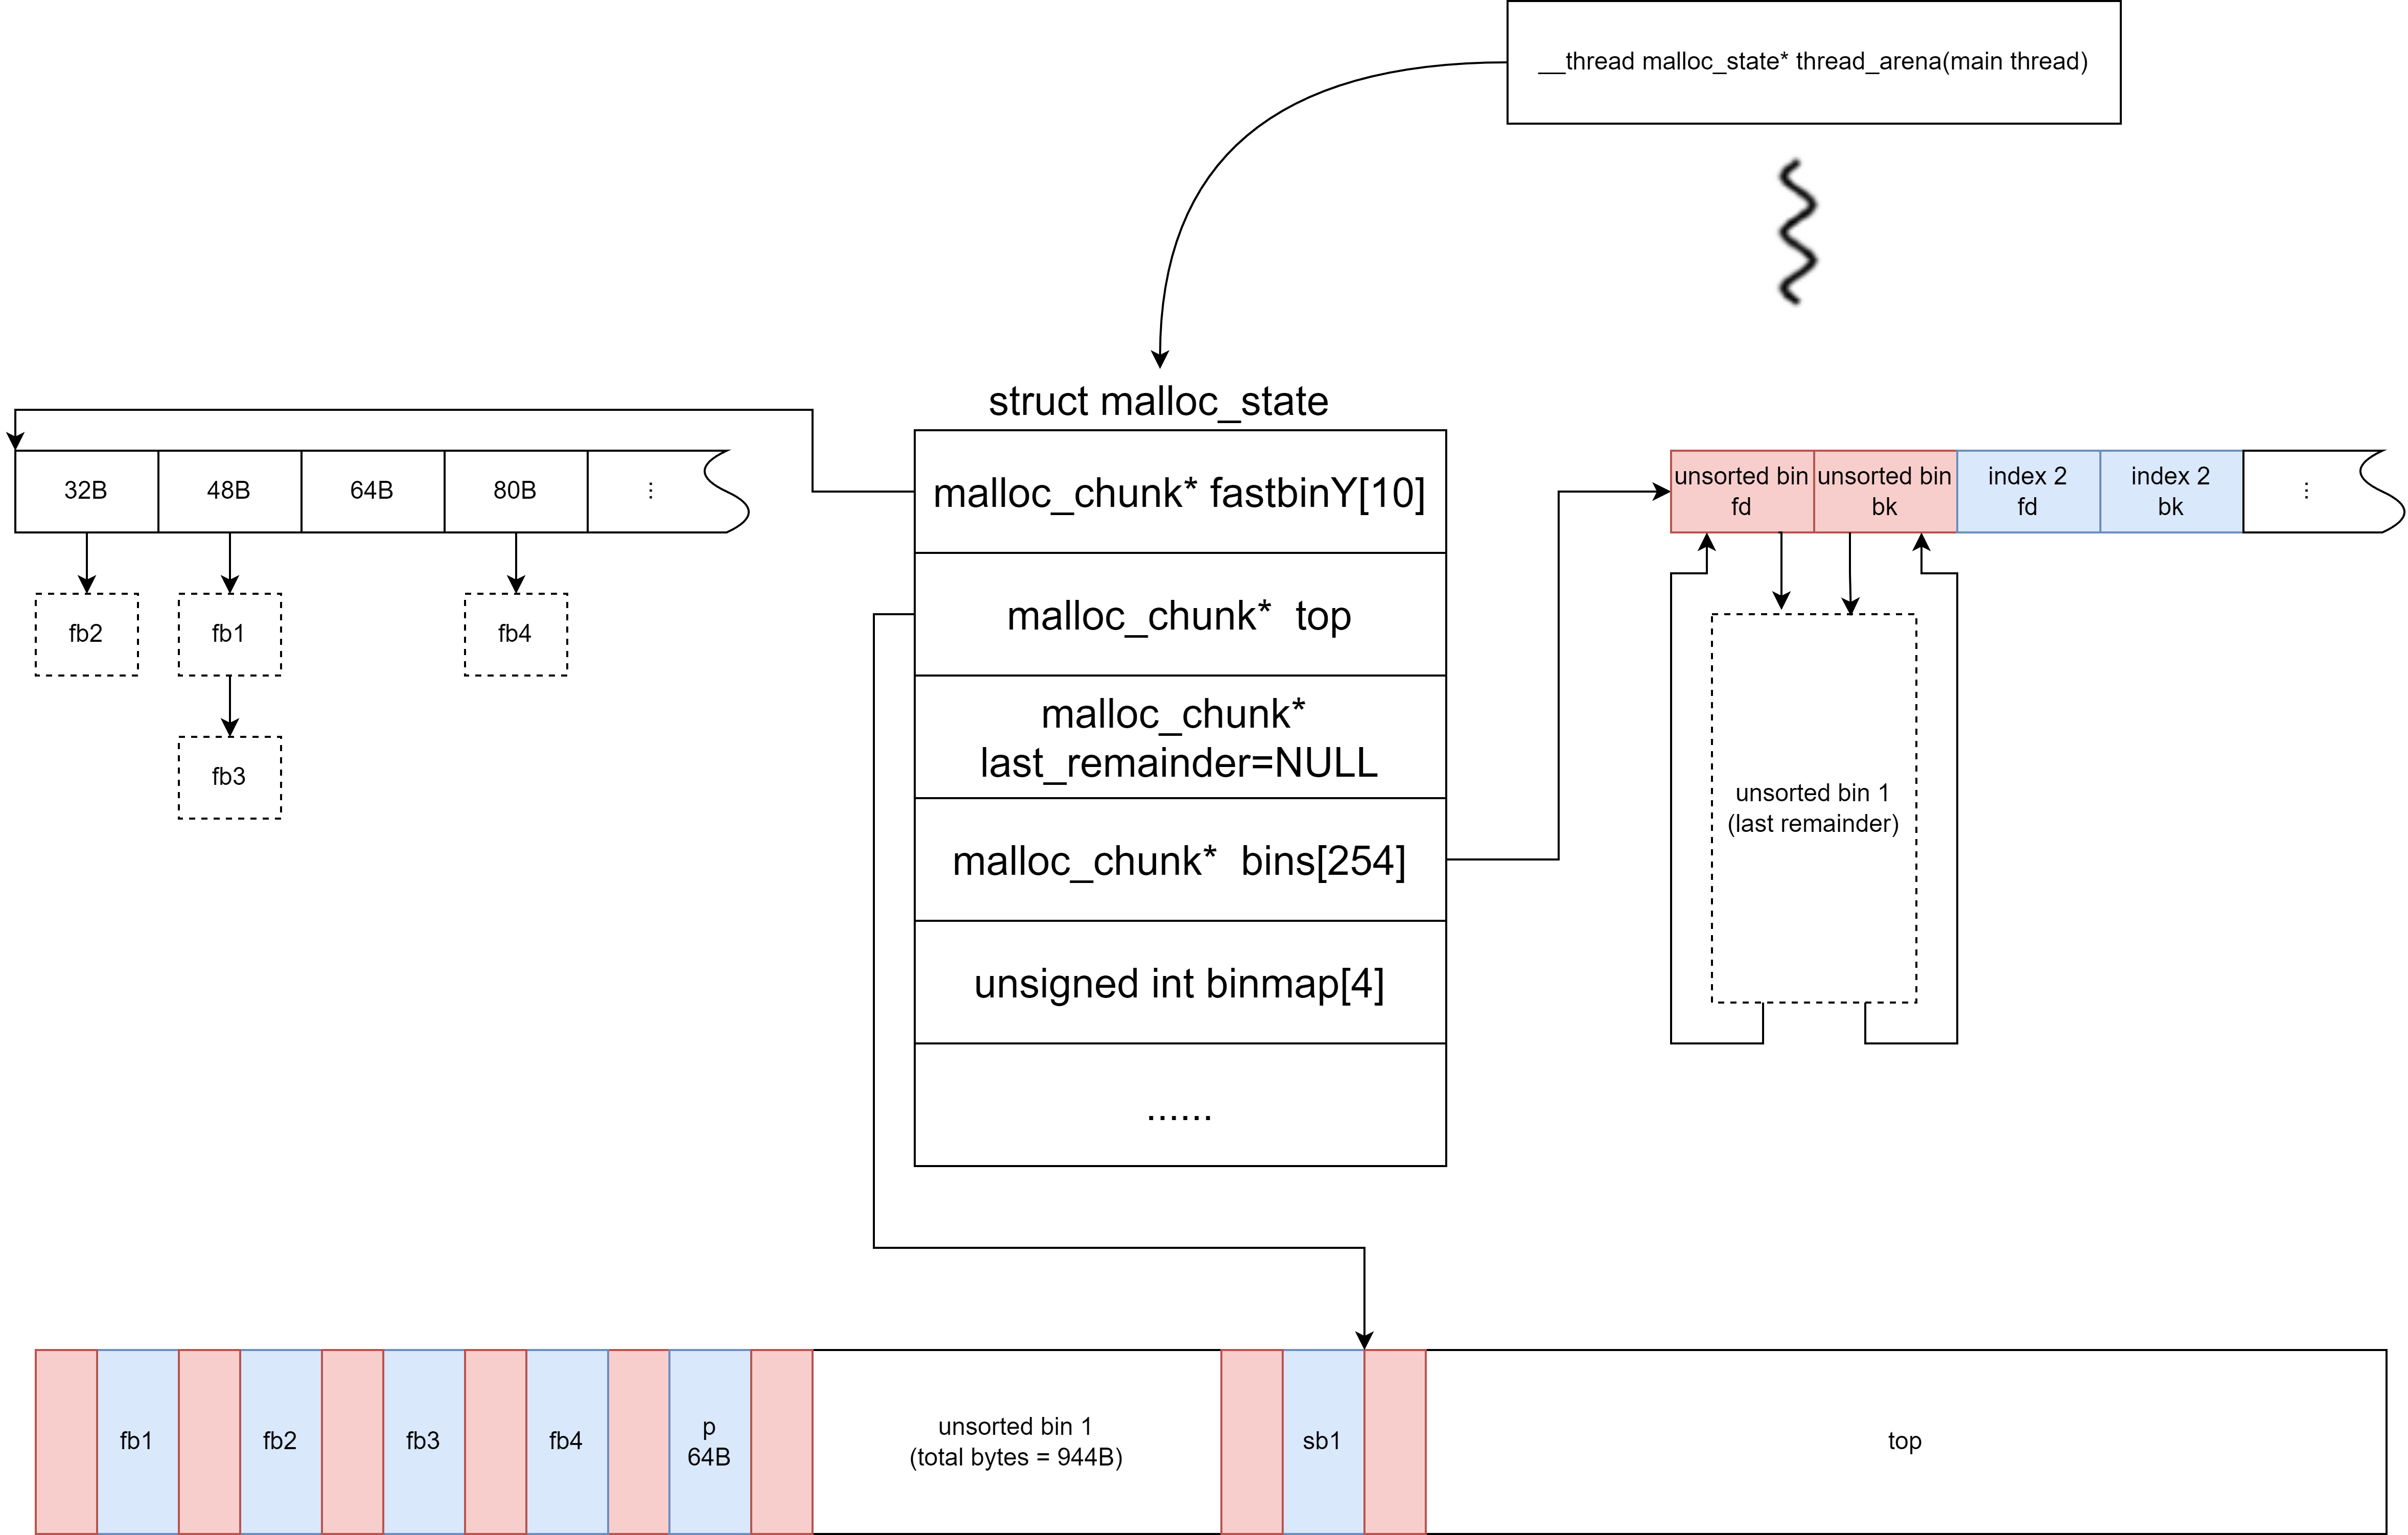 __thread malloc_state* thread_arena(main thread)
struct malloc_state
malloc_chunk* fastbinY[10]
malloc_chunk*  top
malloc_chunk*
last_remainder=NULL
malloc_chunk*  bins[254]
unsigned int binmap[4]
......
32B
48B
64B
80B
...
fb2
fb1
fb4
fb3
unsorted bin
fd
unsorted bin
bk
index 2
fd
index 2
bk
...
unsorted bin 1
(last remainder)
fb1
fb2
fb3
fb4
p
64B
unsorted bin 1
(total bytes = 944B)
sb1
top